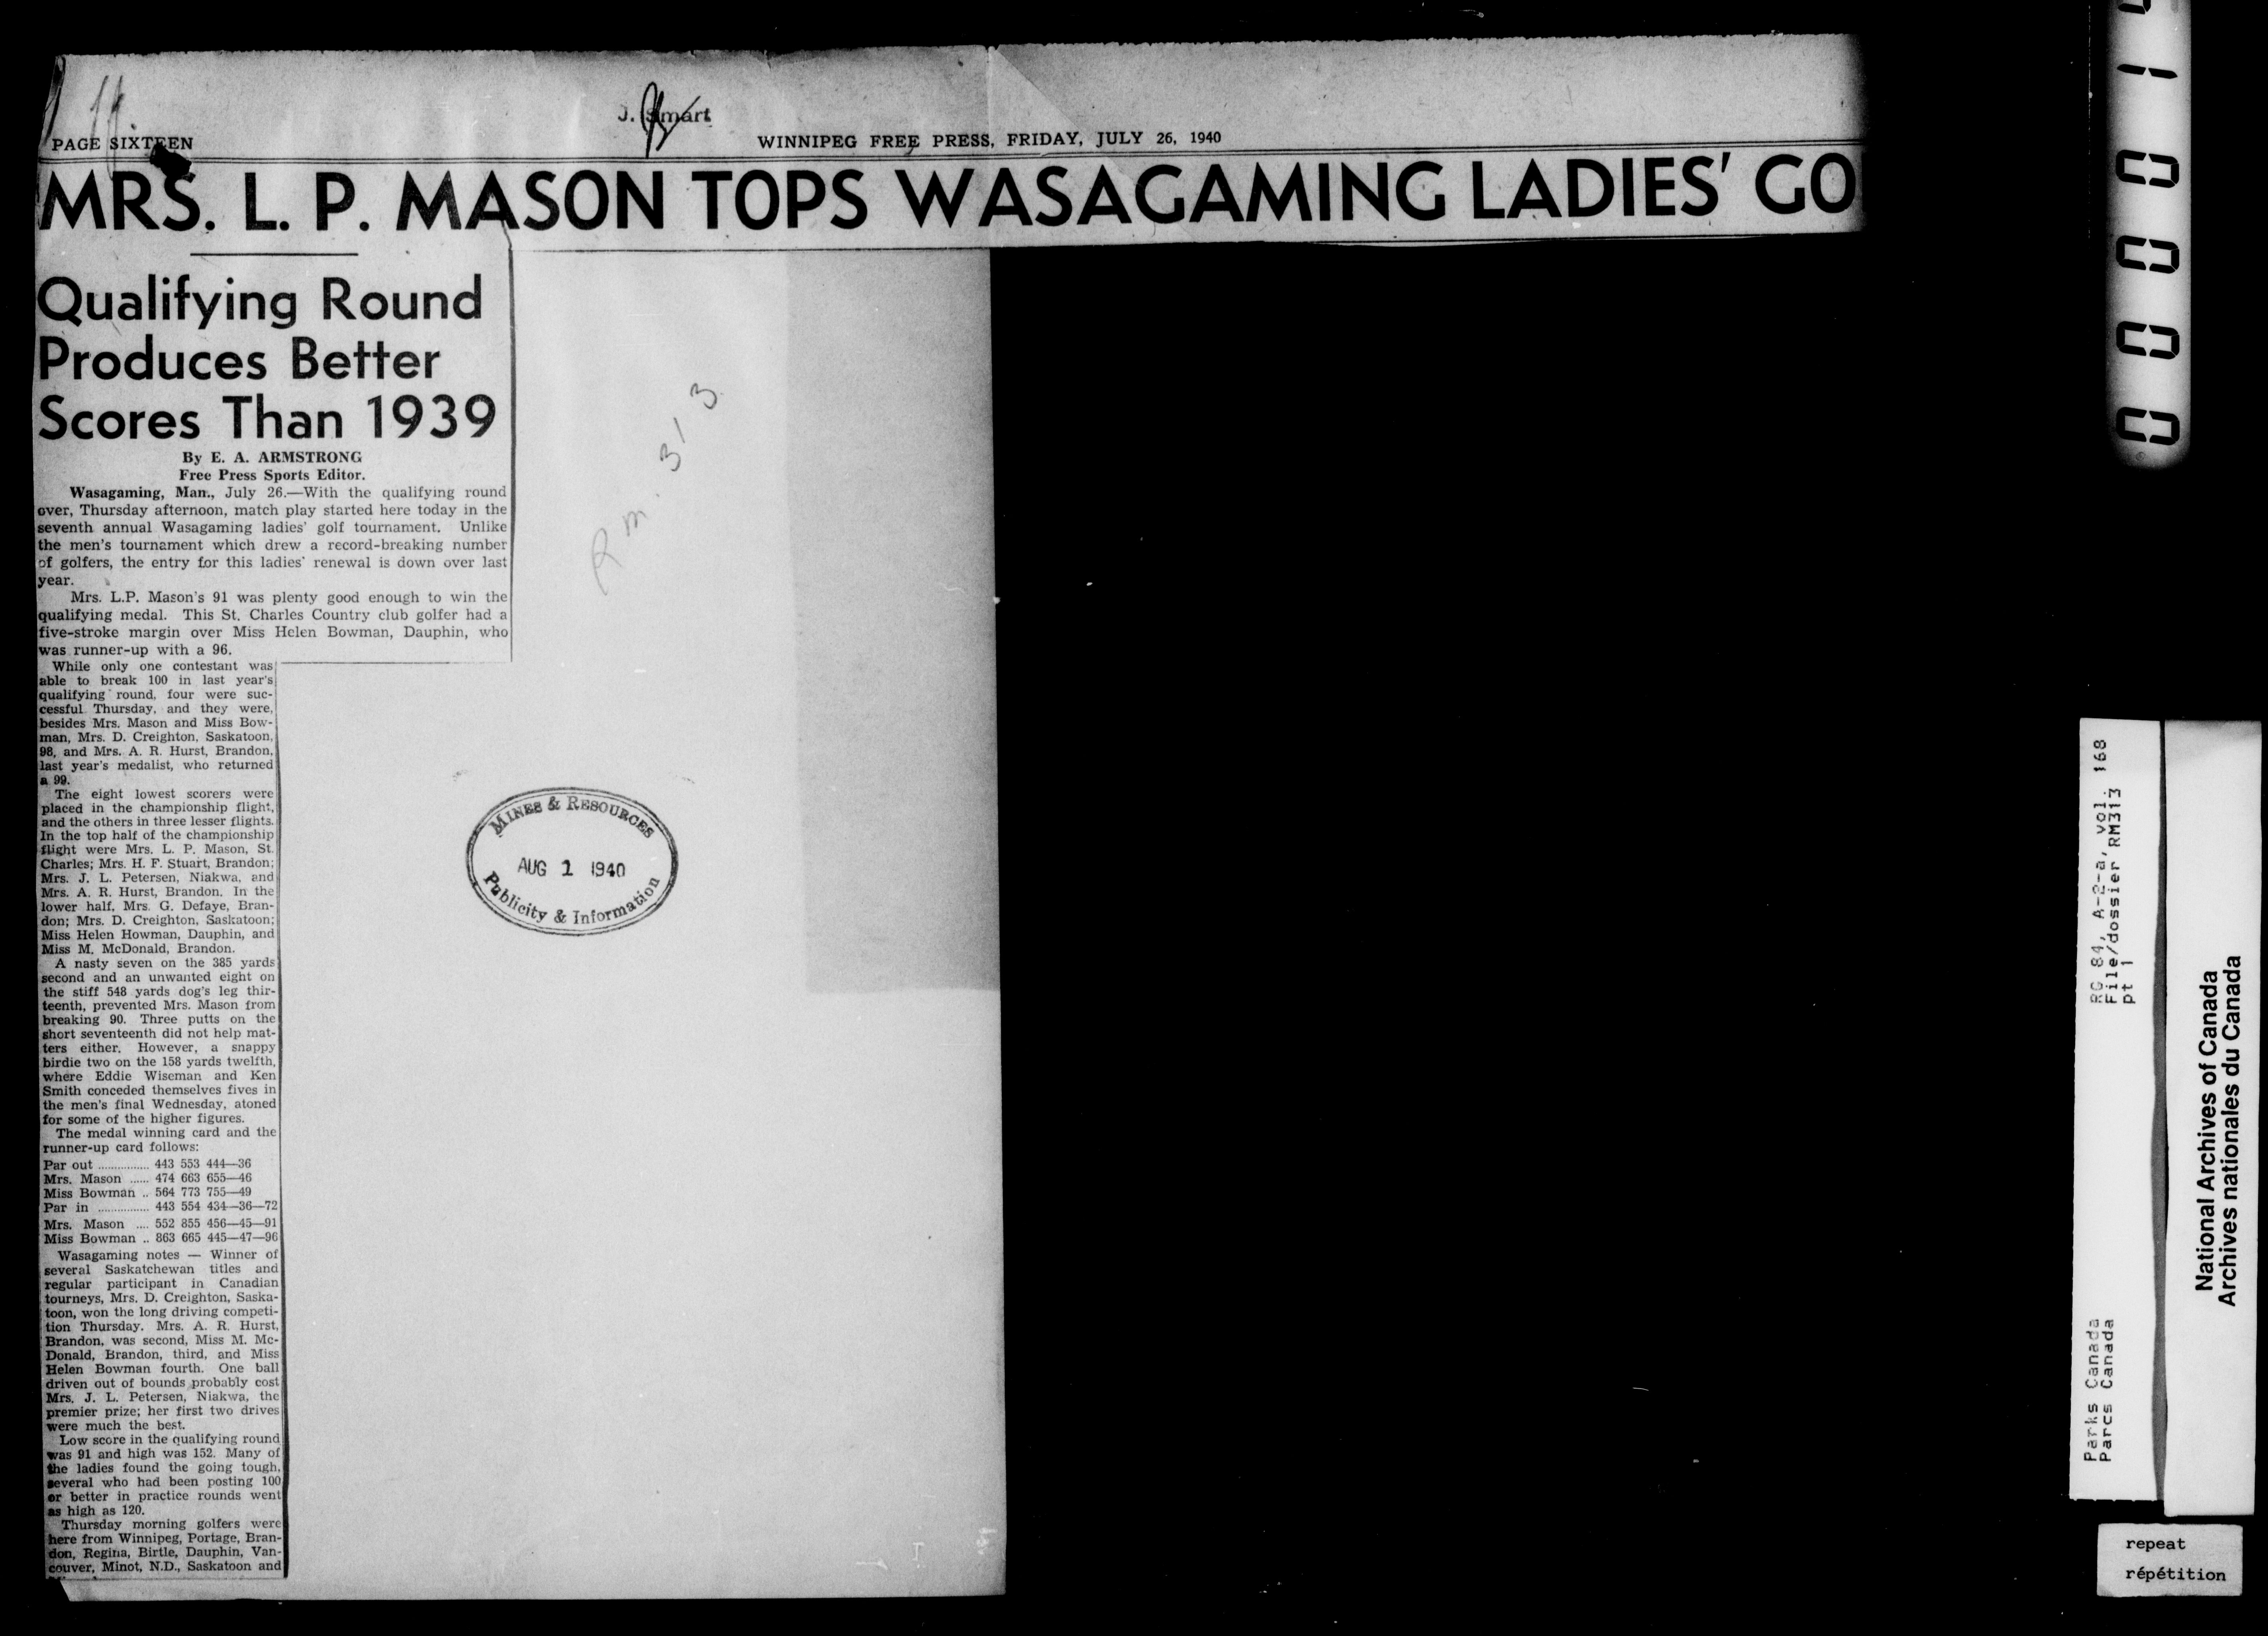 J. Smart
PAGE SIXTEEN
WINNIPEG FREE PRESS, FRIDAY, JULY 26, 1940
MRS. L. P. MASON TOPS WASAGAMING LADIES' GO
Qualifying Round
Produces Better
Scores Than 1939
By E. A. ARMSTRONG
Free Press Sports Editor.
Wasagaming, Man., July 26.—With the qualifying round
over, Thursday afternoon, match play started here today in the
seventh annual Wasagaming ladies' golf tournament. Unlike
the men's tournament which drew a record-breaking number
of golfers, the entry for this ladies' renewal is down over last
year.
Mrs. L.P. Mason's 91 was plenty good enough to win the
qualifying medal. This St. Charles Country club golfer had a
five-stroke margin over Miss Helen Bowman, Dauphin, who
was runner-up with a 96.
While only one contestant was
able to break 100 in last year's
qualifying round, four were suc-
cessful Thursday, and they were,
besides Mrs. Mason and Miss Bow-
man, Mrs. D. Creighton, Saskatoon,
98, and Mrs. A. R. Hurst, Brandon,
last year's medalist, who returned
a 99.
The eight lowest scorers were
placed in the championship flight,
and the others in three lesser flights.
In the top half of the championship
flight were Mrs. L. P. Mason, St.
Charles; Mrs. H. F. Stuart, Brandon;
Mrs. J. L. Petersen, Niakwa, and
Mrs. A. R. Hurst, Brandon. In the
lower half, Mrs. G. Defaye, Bran-
don; Mrs. D. Creighton, Saskatoon;
Miss Helen Howman, Dauphin, and
Miss M. McDonald, Brandon.
A nasty seven on the 385 yards
second and an unwanted eight on
the stiff 548 yards dog's leg thir-
teenth, prevented Mrs. Mason from
breaking 90. Three putts on the
short seventeenth did not help mat-
ters either. However, a snappy
birdie two on the 158 yards twelfth,
where Eddie Wiseman and Ken
Smith conceded themselves fives in
the men's final Wednesday, atoned
for some of the higher figures.
The medal winning card and the
runner-up card follows:
Par out ................ 443 553 444—36
Mrs. Mason ...... 474 663 655—46
Miss Bowman .. 564 773 755—49
Par in ................ 443 554 434—36—72
Mrs. Mason .... 552 855 456—45—91
Miss Bowman .. 863 665 445—47—96
Wasagaming notes — Winner of
several Saskatchewan titles and
regular participant in Canadian
tourneys, Mrs. D. Creighton, Saska-
toon, won the long driving competi-
tion Thursday. Mrs. A. R. Hurst,
Brandon, was second, Miss M. Mc-
Donald, Brandon, third, and Miss
Helen Bowman fourth. One ball
driven out of bounds probably cost
Mrs. J. L. Petersen, Niakwa, the
premier prize; her first two drives
were much the best.
Low score in the qualifying round
was 91 and high was 152. Many of
the ladies found the going tough,
several who had been posting 100
or better in practice rounds went
as high as 120.
Thursday morning golfers were
here from Winnipeg, Portage, Bran-
don, Regina, Birtle, Dauphin, Van-
couver, Minot, N.D., Saskatoon and
Rm. 313
MINES & RESOURCES
AUG 1 1940
Publicity & Information
RG 84, A-2-a, vol. 168
File/dossier RM313
pt 1
Parks Canada
Parcs Canada
National Archives of Canada
Archives nationales du Canada
repeat
répétition